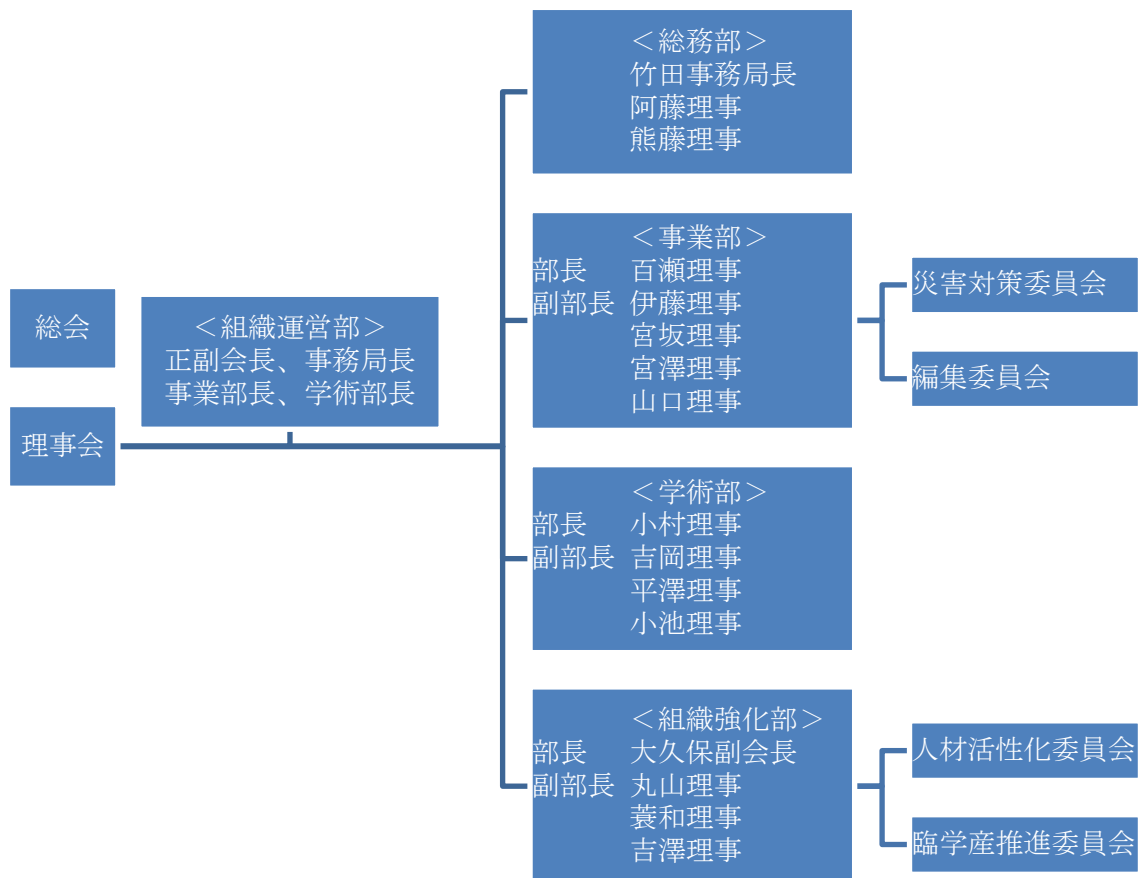 総会
理事会
＜組織運営部＞
正副会長、事務局長
事業部長、学術部長
＜総務部＞
竹田事務局長
阿藤理事
熊藤理事
＜事業部＞
部長 百瀬理事
副部長 伊藤理事
宮坂理事
宮澤理事
山口理事
災害対策委員会
編集委員会
＜学術部＞
部長 小村理事
副部長 吉岡理事
平澤理事
小池理事
＜組織強化部＞
部長 大久保副会長
副部長 丸山理事
蓑和理事
吉澤理事
人材活性化委員会
臨学産推進委員会